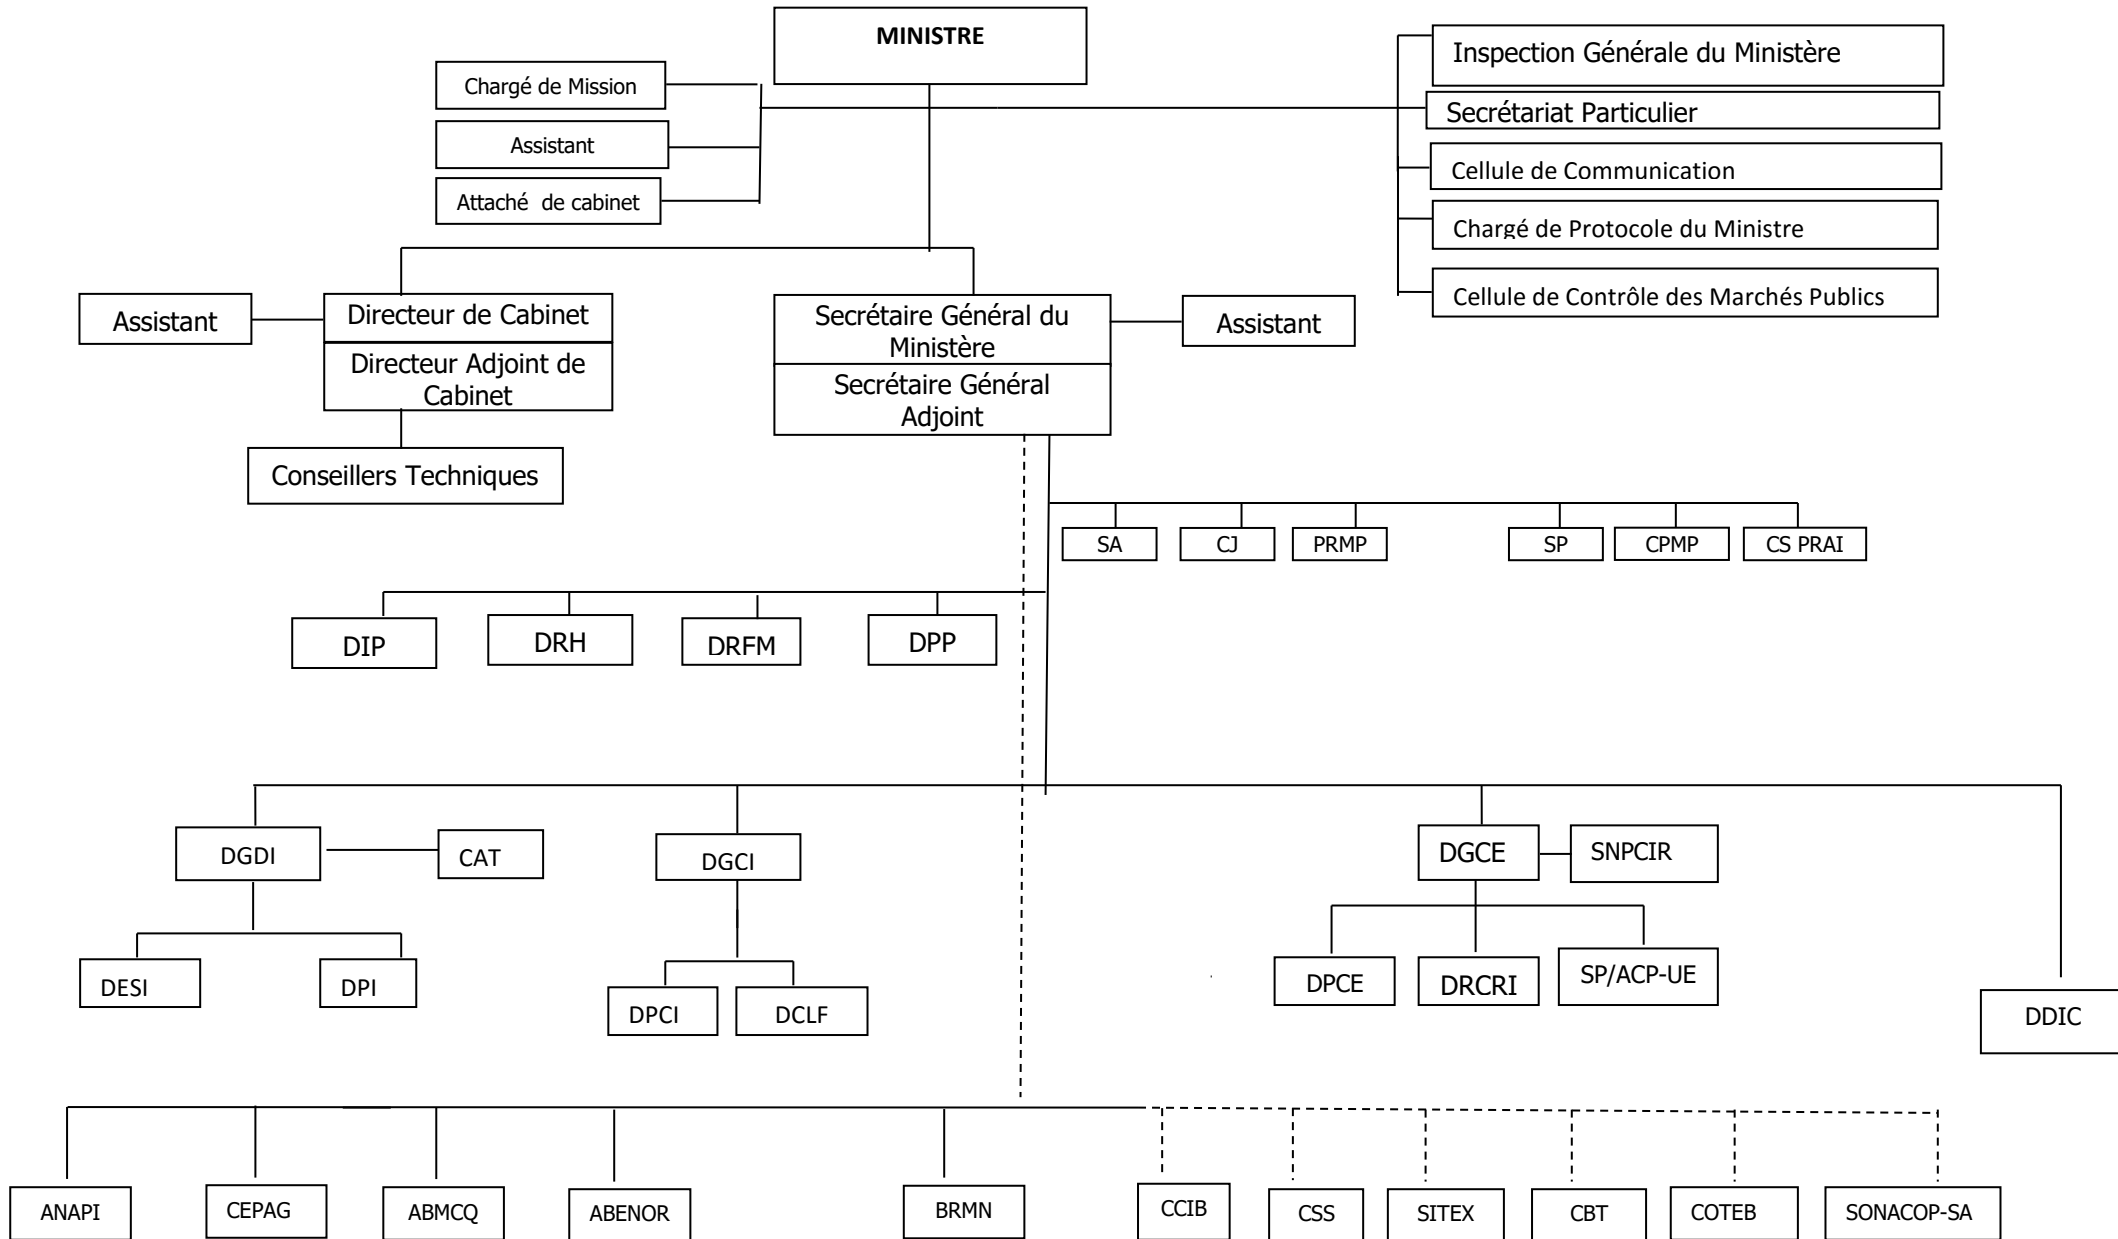 MINISTRE
Inspection Générale du Ministère
Chargé de Mission
Secrétariat Particulier
Assistant
Cellule de Communication
Attaché de cabinet
Chargé de Protocole du Ministre
Cellule de Contrôle des Marchés Publics
Assistant
Directeur de Cabinet
Secrétaire Général du
Ministère
Assistant
Directeur Adjoint de
Cabinet
Secrétaire Général
Adjoint
Conseillers Techniques
SA
CJ
PRMP
SP
CPMP
CS PRAI
DIP
DRH
DRFM
DPP
DGDI
CAT
DGCI
DGCE
SNPCIR
DESI
DPI
DPCI
DCLF
DPCE
DRCRI
SP/ACP-UE
DDIC
ANAPI
CEPAG
ABMCQ
ABENOR
BRMN
CCIB
CSS
SITEX
CBT
COTEB
SONACOP-SA